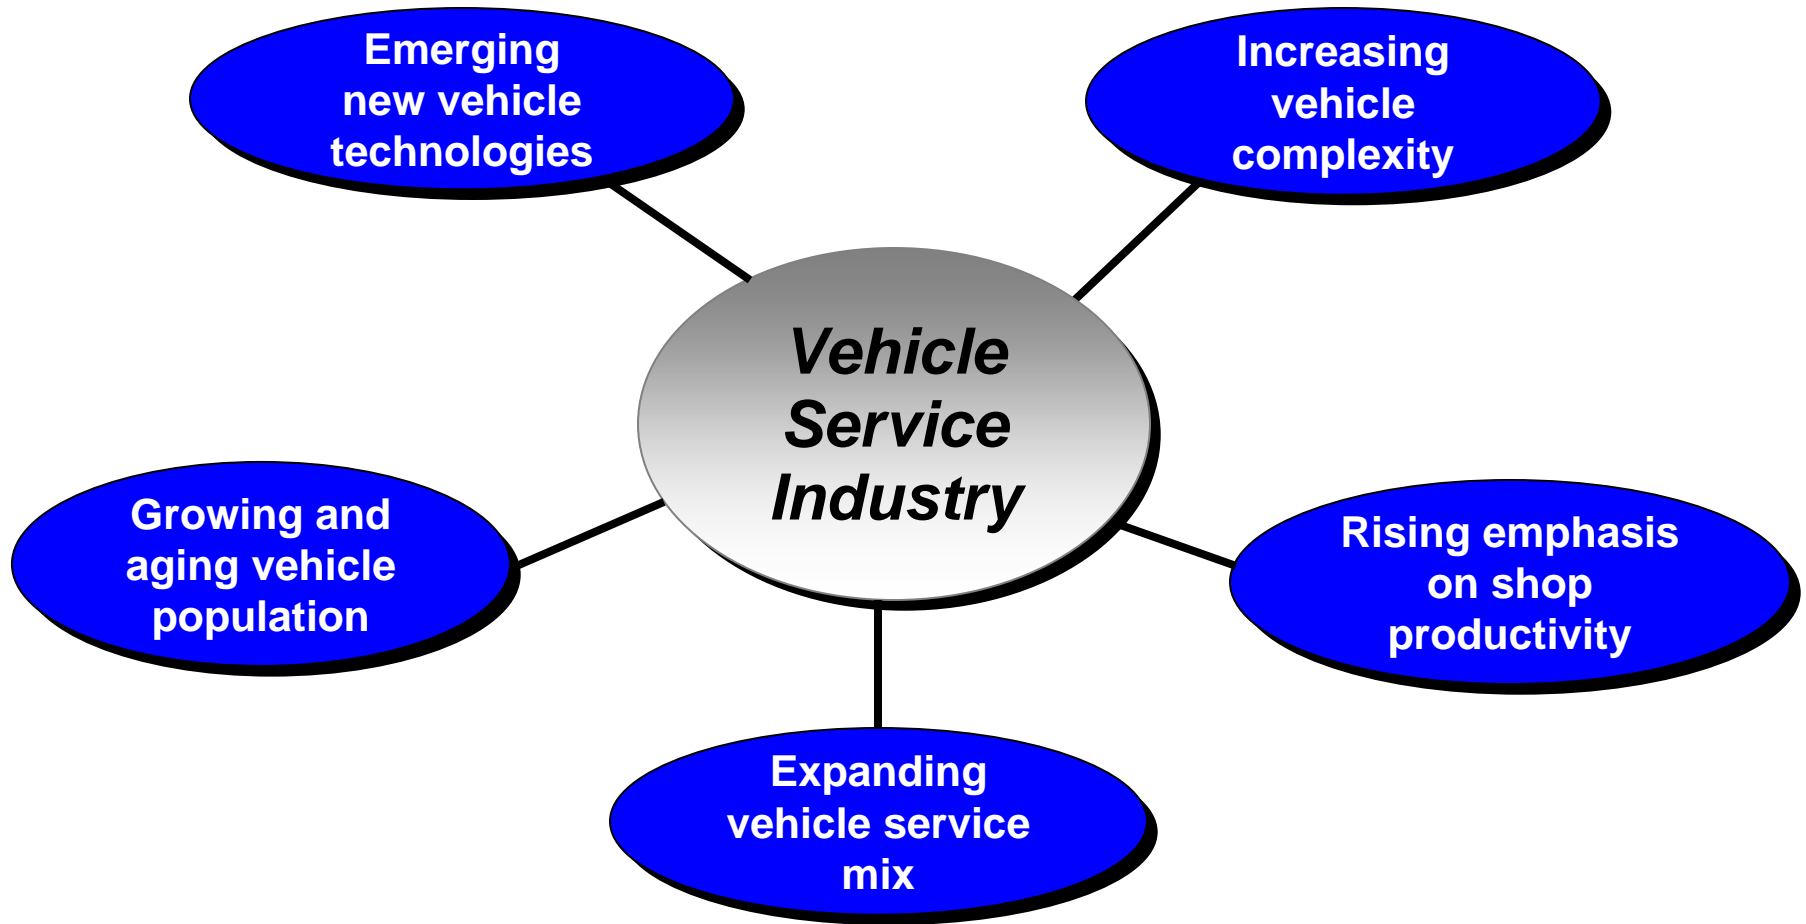 Emerging
new vehicle
technologies
Increasing
vehicle
complexity
Vehicle
Service
Industry
Growing and
aging vehicle
population
Rising emphasis
on shop
productivity
Expanding
vehicle service
mix